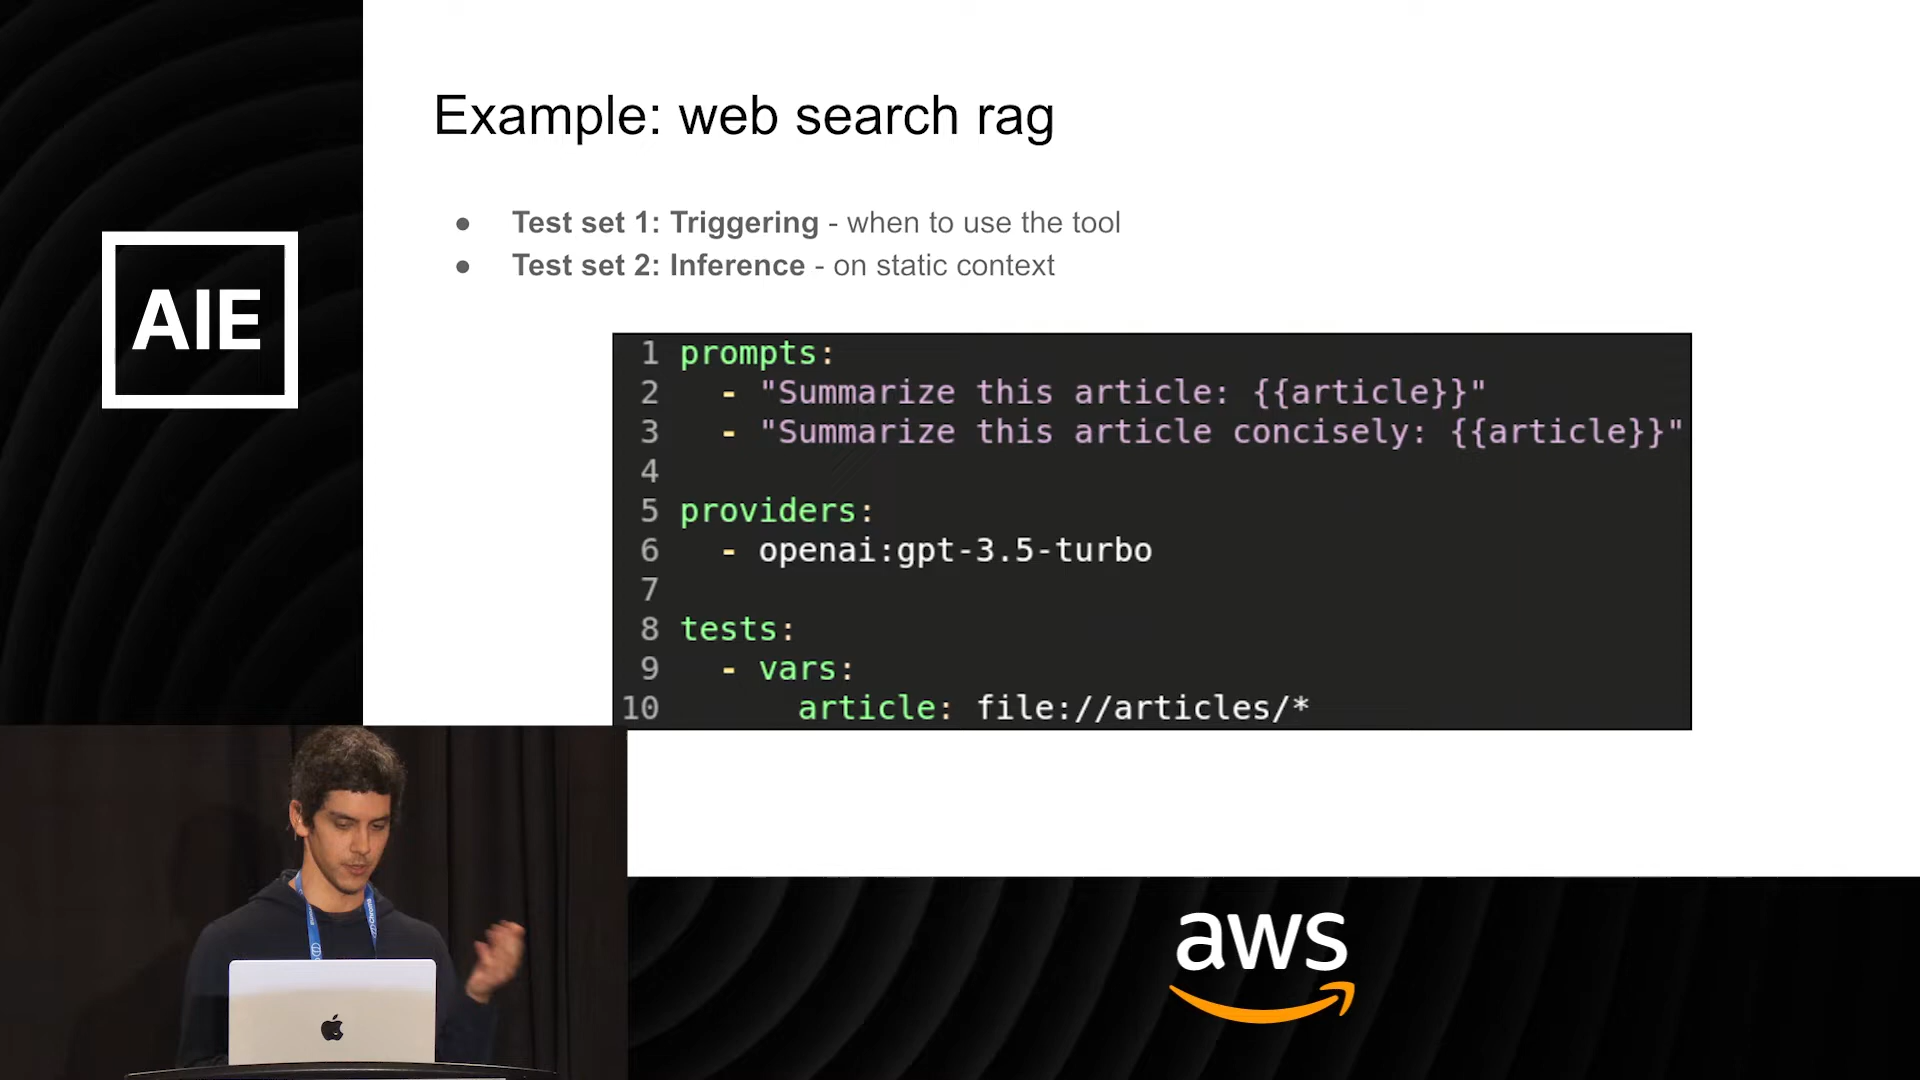 Example: web search rag
● Test set 1: Triggering - when to use the tool
● Test set 2: Inference - on static context
AIE
1 prompts:
2   - "Summarize this article: {{article}}"
3   - "Summarize this article concisely: {{article}}"
4
5 providers:
6   - openai:gpt-3.5-turbo
7
8 tests:
9   - vars:
10       article: file://articles/*
aws